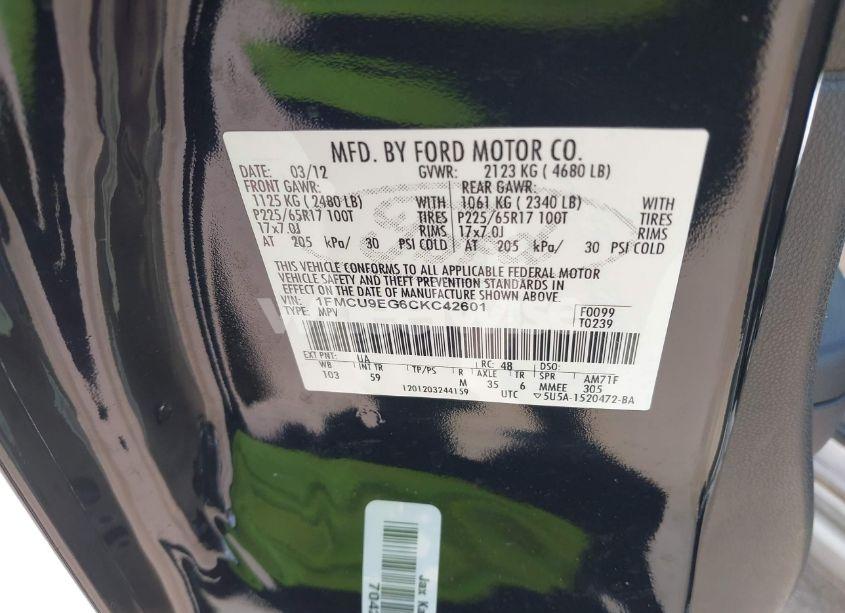 MFD. BY FORD MOTOR CO.
DATE: 03/12 GVWR: 2123 KG ( 4680 LB)
FRONT GAWR: REAR GAWR:
1125 KG ( 2480 LB) WITH 1061 KG ( 2340 LB) WITH
P225/65R17 100T TIRES P225/65R17 100T TIRES
17x7.0J RIMS 17x7.0J RIMS
AT 205 kPa/ 30 PSI COLD AT 205 kPa/ 30 PSI COLD
THIS VEHICLE CONFORMS TO ALL APPLICABLE FEDERAL MOTOR
VEHICLE SAFETY AND THEFT PREVENTION STANDARDS IN
EFFECT ON THE DATE OF MANUFACTURE SHOWN ABOVE.
VIN: 1FMCU9EG6CKC42601 F0099
TYPE: MPV T0239
EXT PNT: UA RC: 48 DSO:
WB INT TR TP/PS R AXLE TR SPR AM71F
103 59 M 35 6 MMEE 305
12012032441​59 UTC ▽5U5A-1520472-BA